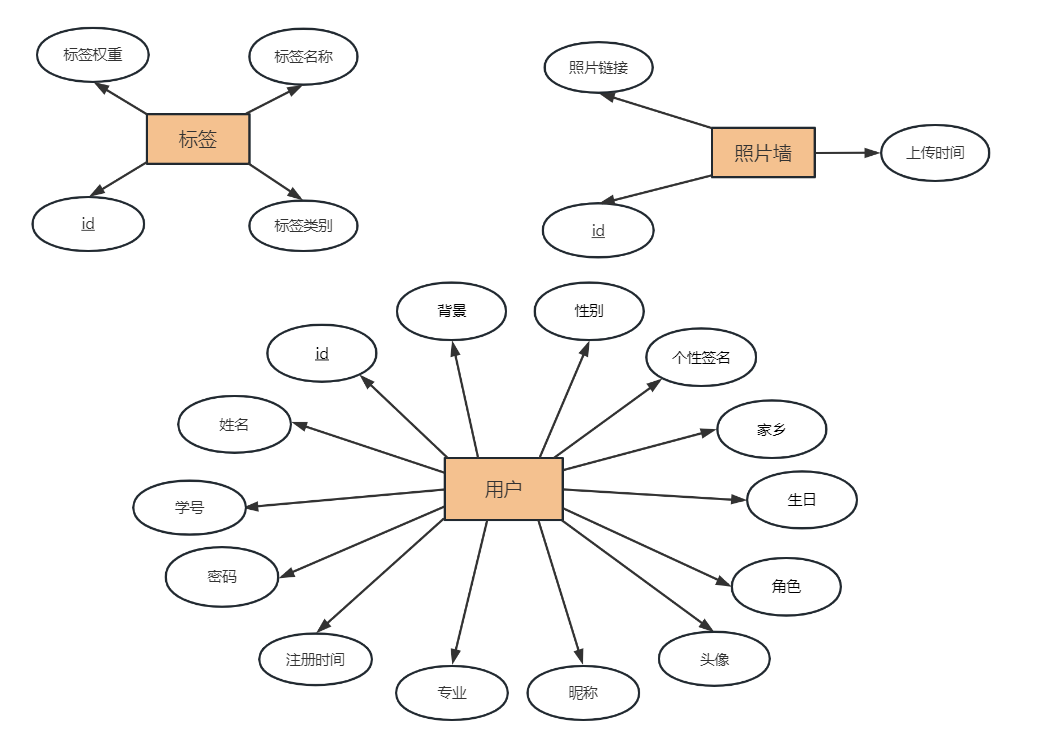 标签权重
标签名称
标签
id
标签类别
照片链接
照片墙
上传时间
id
背景
性别
id
个性签名
姓名
家乡
用户
学号
生日
密码
角色
注册时间
头像
专业
昵称